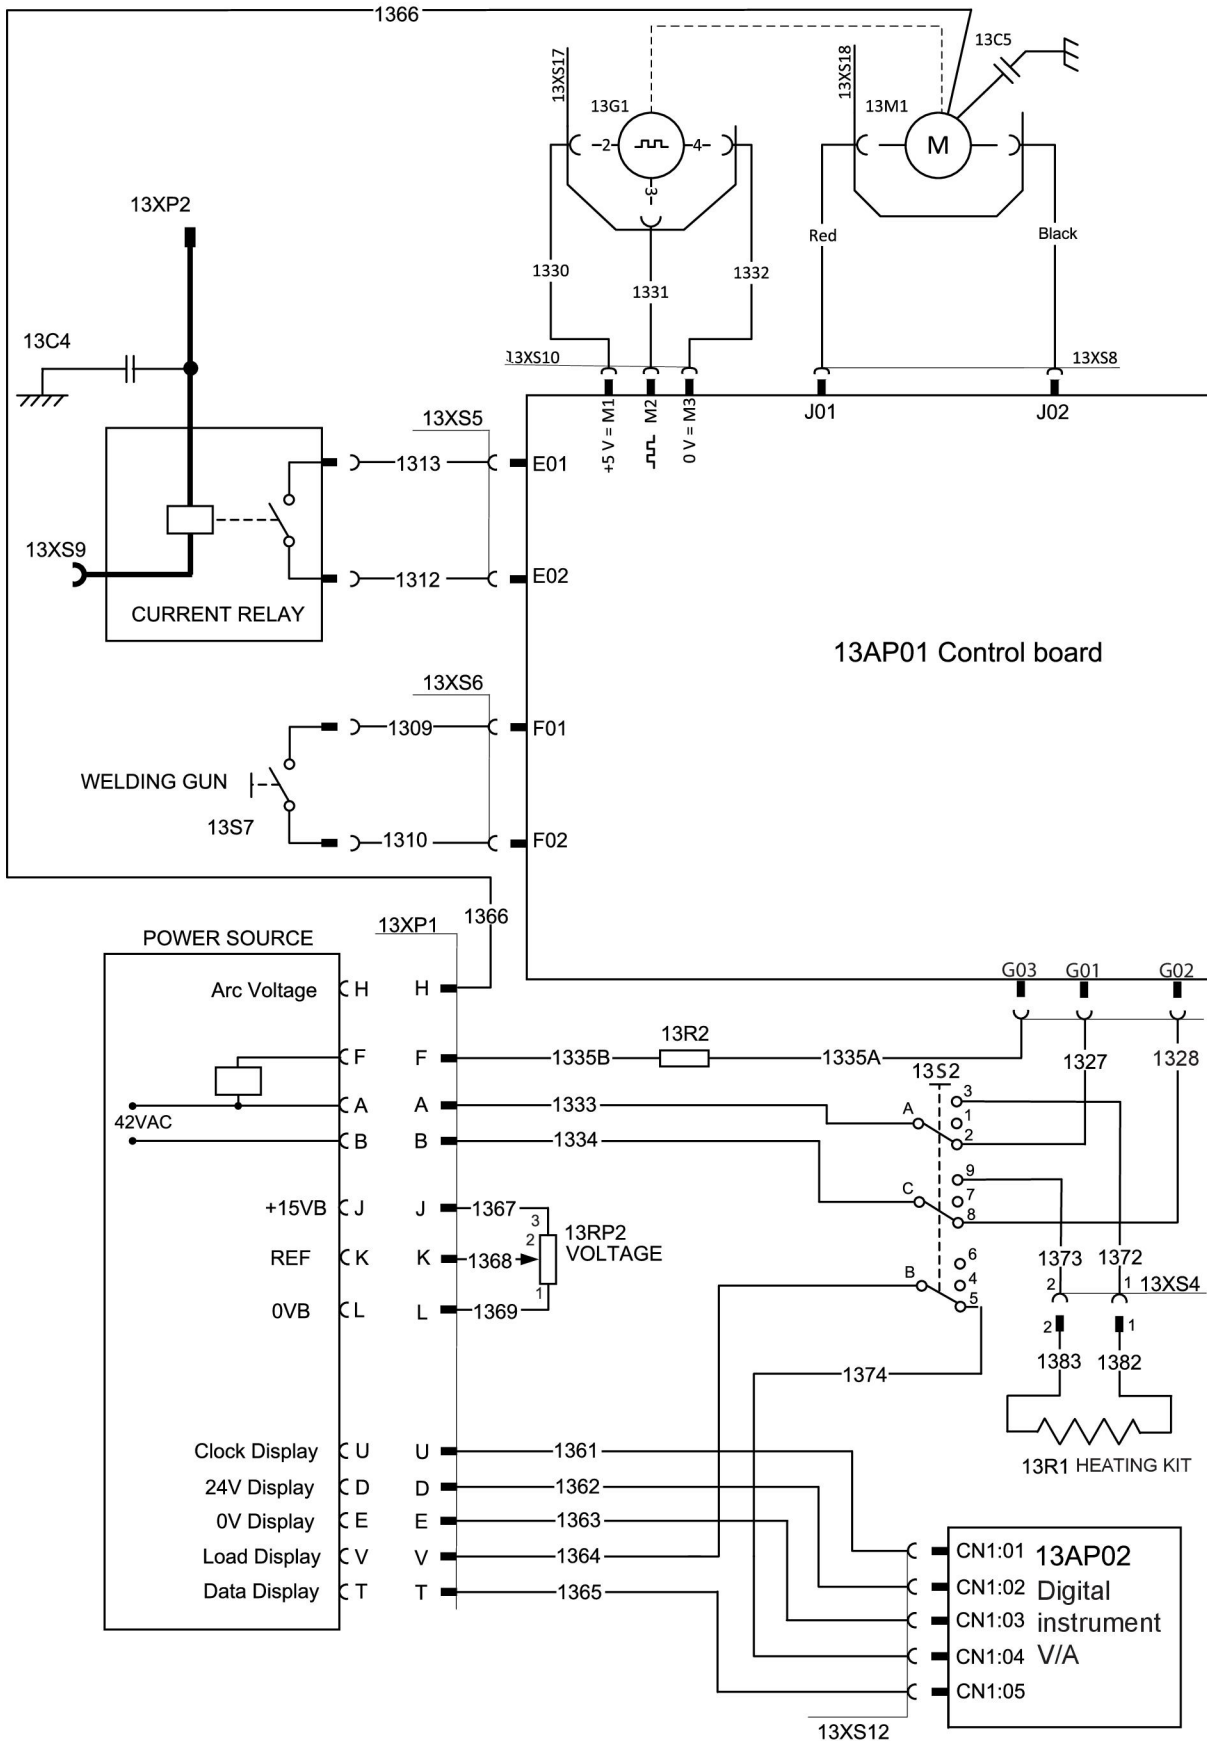 1366
13C5
13XS17
13XS18
13G1
13M1
2
4
3
M
13XP2
Red
Black
1330
1331
1332
13C4
13XS10
13XS8
+5 V = M1
M2
0 V = M3
J01
J02
13XS5
1313
E01
13XS9
1312
E02
CURRENT RELAY
13AP01 Control board
13XS6
1309
F01
WELDING GUN
13S7
1310
F02
13XP1
1366
POWER SOURCE
G03
G01
G02
Arc Voltage
H
H
13R2
F
F
1335B
1335A
1327
1328
13S2
A
A
1333
A
3
1
2
42VAC
B
B
1334
C
9
7
8
+15VB
J
J
1367
3
13RP2
VOLTAGE
REF
K
K
1368
2
1373
1372
0VB
L
L
1369
1
B
6
4
5
2
1
13XS4
2
1
1374
1383
1382
Clock Display
U
U
1361
13R1 HEATING KIT
24V Display
D
D
1362
0V Display
E
E
1363
Load Display
V
V
1364
Data Display
T
T
1365
CN1:01
13AP02
CN1:02
Digital
CN1:03
instrument
CN1:04
V/A
CN1:05
13XS12